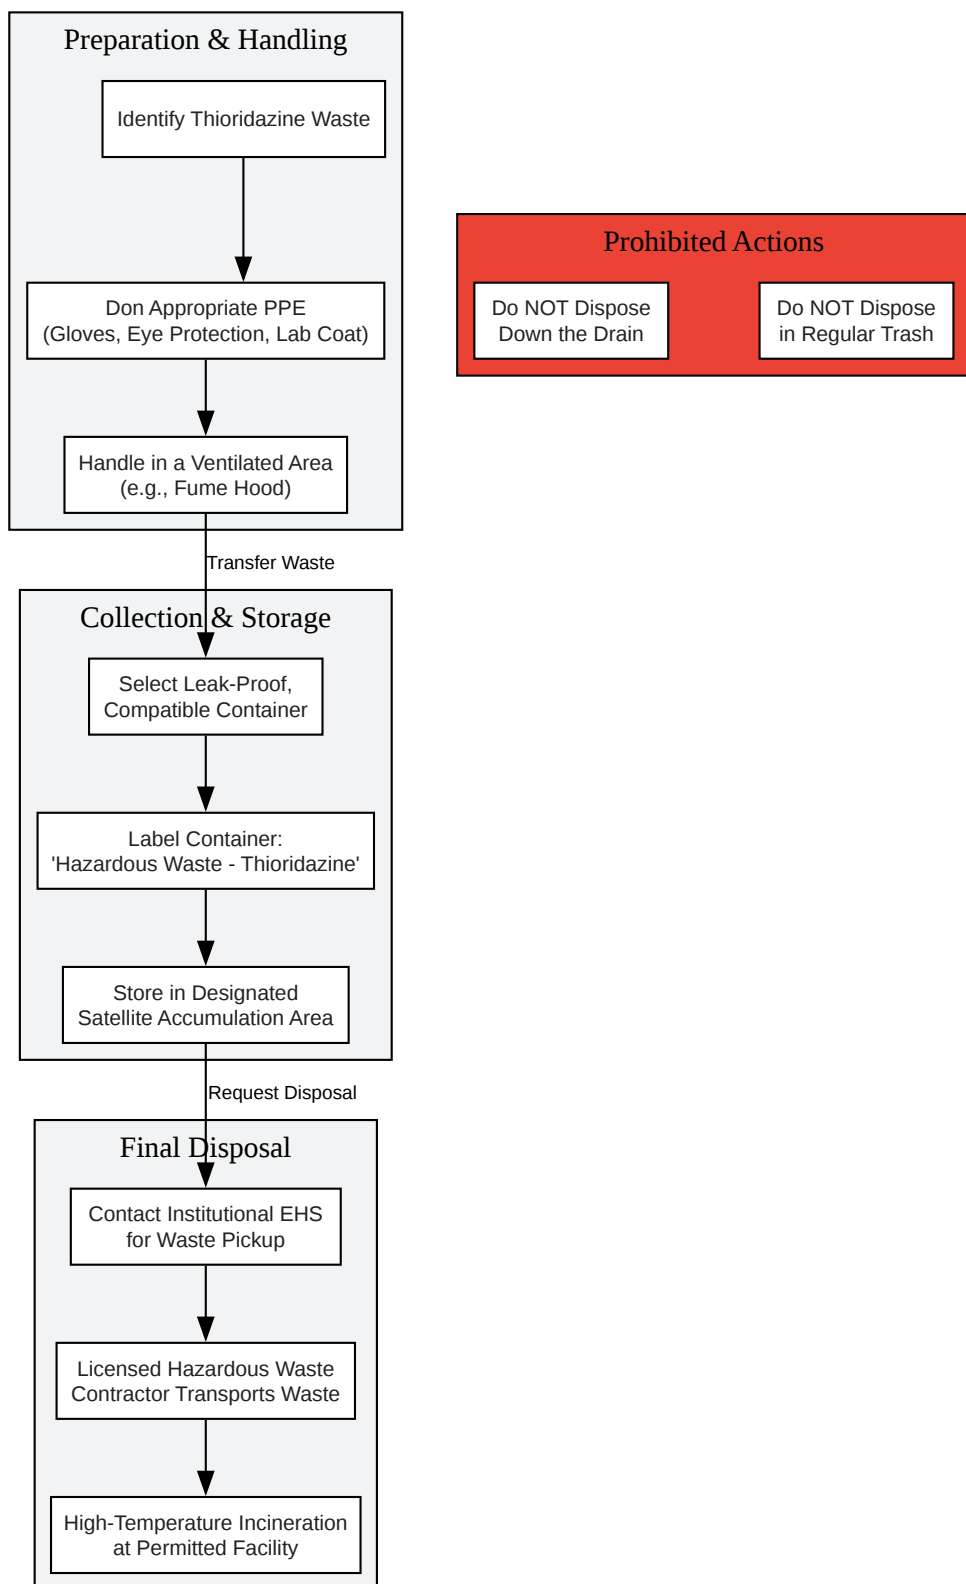 Preparation & Handling
Identify Thioridazine Waste
Don Appropriate PPE
(Gloves, Eye Protection, Lab Coat)
Handle in a Ventilated Area
(e.g., Fume Hood)
Transfer Waste
Collection & Storage
Select Leak-Proof,
Compatible Container
Label Container:
'Hazardous Waste - Thioridazine'
Store in Designated
Satellite Accumulation Area
Request Disposal
Final Disposal
Contact Institutional EHS
for Waste Pickup
Licensed Hazardous Waste
Contractor Transports Waste
High-Temperature Incineration
at Permitted Facility
Prohibited Actions
Do NOT Dispose
Down the Drain
Do NOT Dispose
in Regular Trash